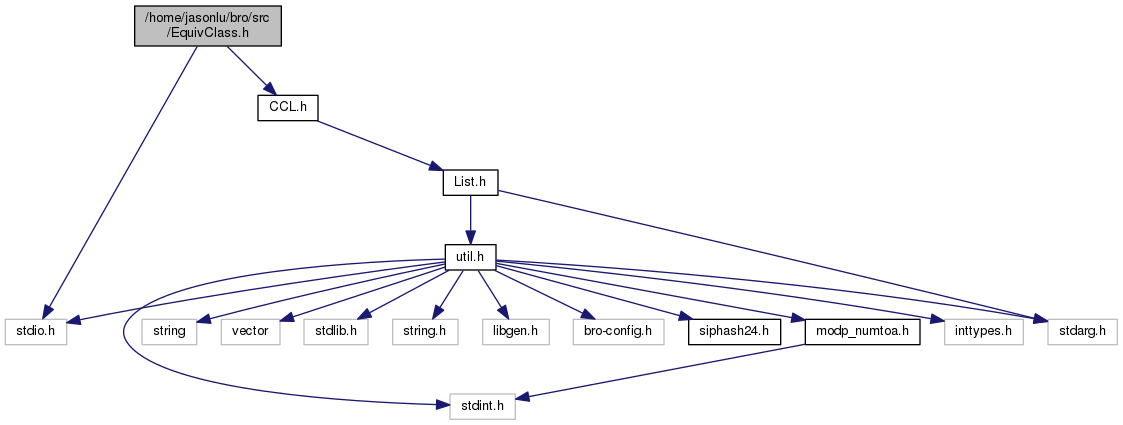 /home/jasonlu/bro/src
/EquivClass.h
CCL.h
List.h
util.h
stdio.h
string
vector
stdlib.h
string.h
libgen.h
bro-config.h
siphash24.h
modp_numtoa.h
inttypes.h
stdarg.h
stdint.h